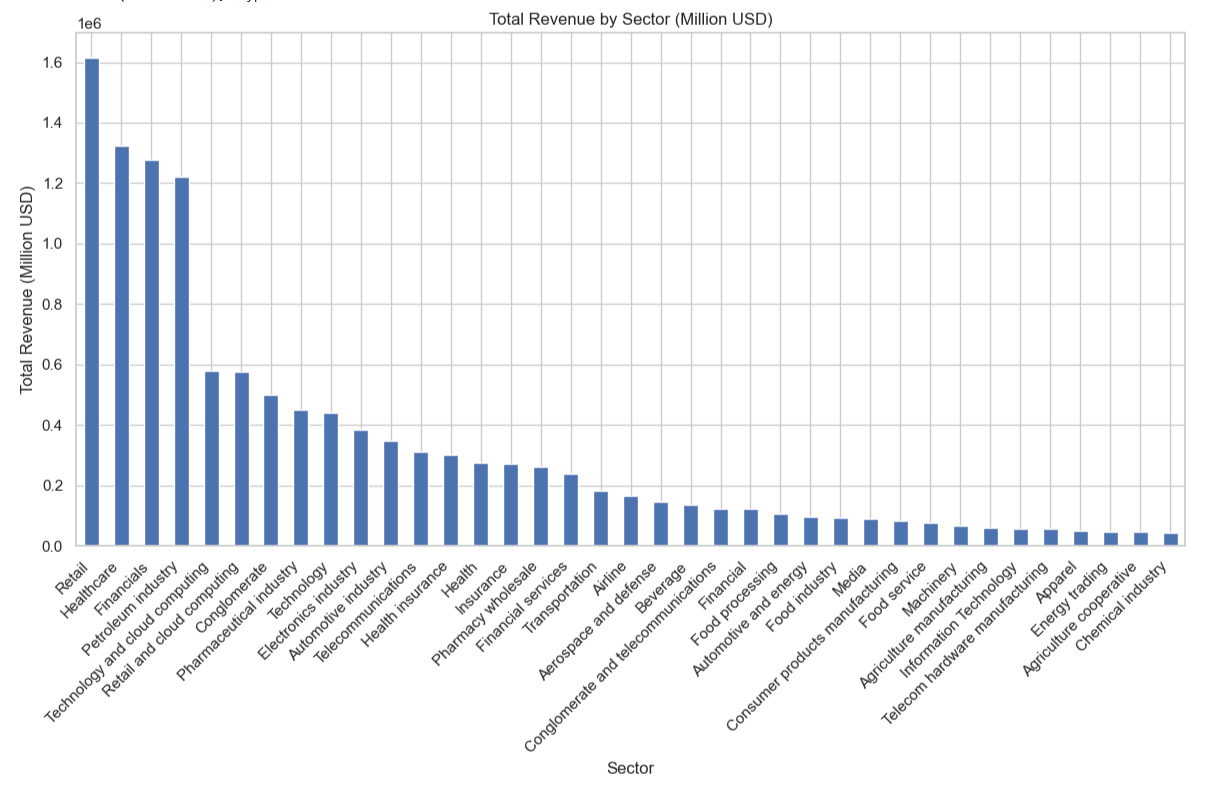 Total Revenue by Sector (Million USD)
1e6
1.6
1.4
1.2
1.0
0.8
0.6
0.4
0.2
0.0
Total Revenue (Million USD)
Retail
Healthcare
Financials
Petroleum industry
Technology and cloud computing
Retail and cloud computing
Conglomerate
Pharmaceutical industry
Technology
Electronics industry
Automotive industry
Telecommunications
Health insurance
Health
Insurance
Pharmacy wholesale
Financial services
Transportation
Airline
Aerospace and defense
Beverage
Conglomerate and telecommunications
Financial
Food processing
Automotive and energy
Food industry
Media
Consumer products manufacturing
Food service
Machinery
Agriculture manufacturing
Information Technology
Telecom hardware manufacturing
Apparel
Energy trading
Agriculture cooperative
Chemical industry
Sector